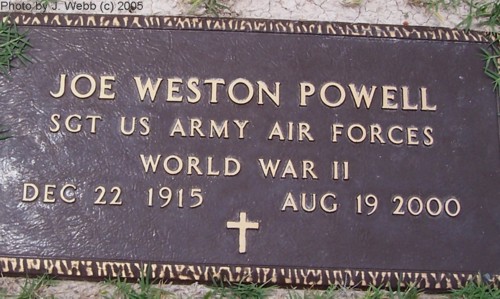 Photo by J. Webb (c) 2005
JOE WESTON POWELL
SGT US ARMY AIR FORCES
WORLD WAR II
DEC 22 1915 AUG 19 2000